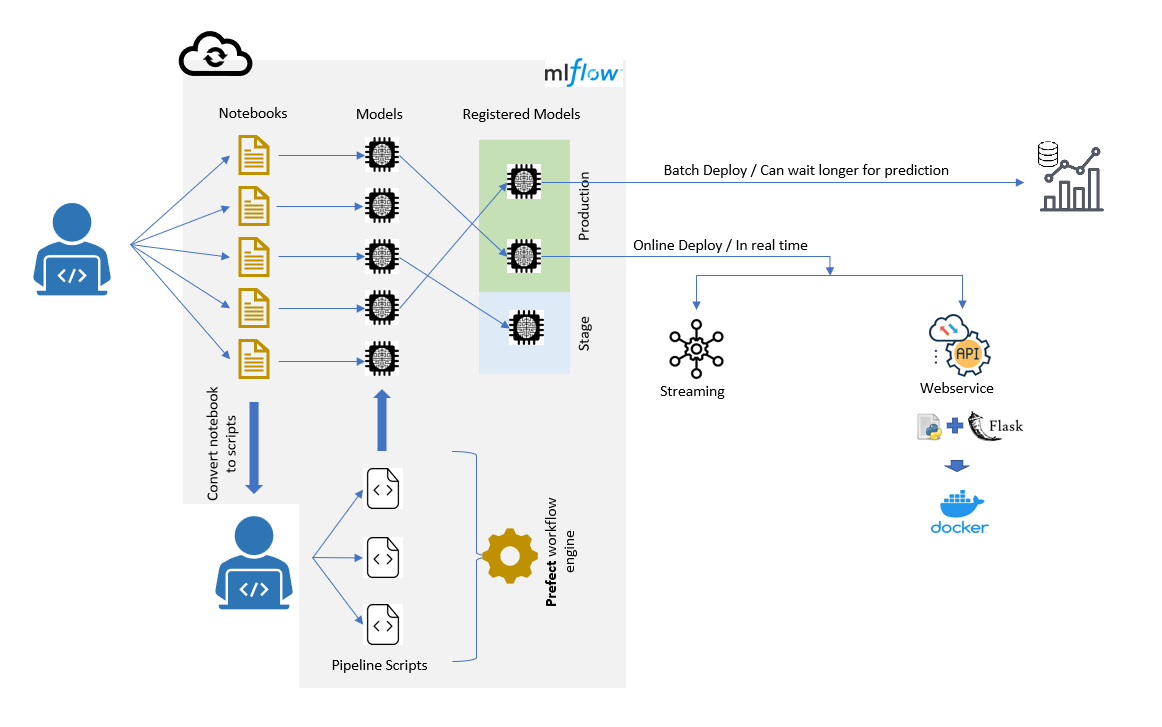 mlflow
Notebooks
Models
Registered Models
Production
Stage
Batch Deploy / Can wait longer for prediction
Online Deploy / In real time
</>
Streaming
API
Webservice
Flask
docker
Convert notebook
to scripts
</>
< >
< >
< >
Pipeline Scripts
Prefect workflow
engine